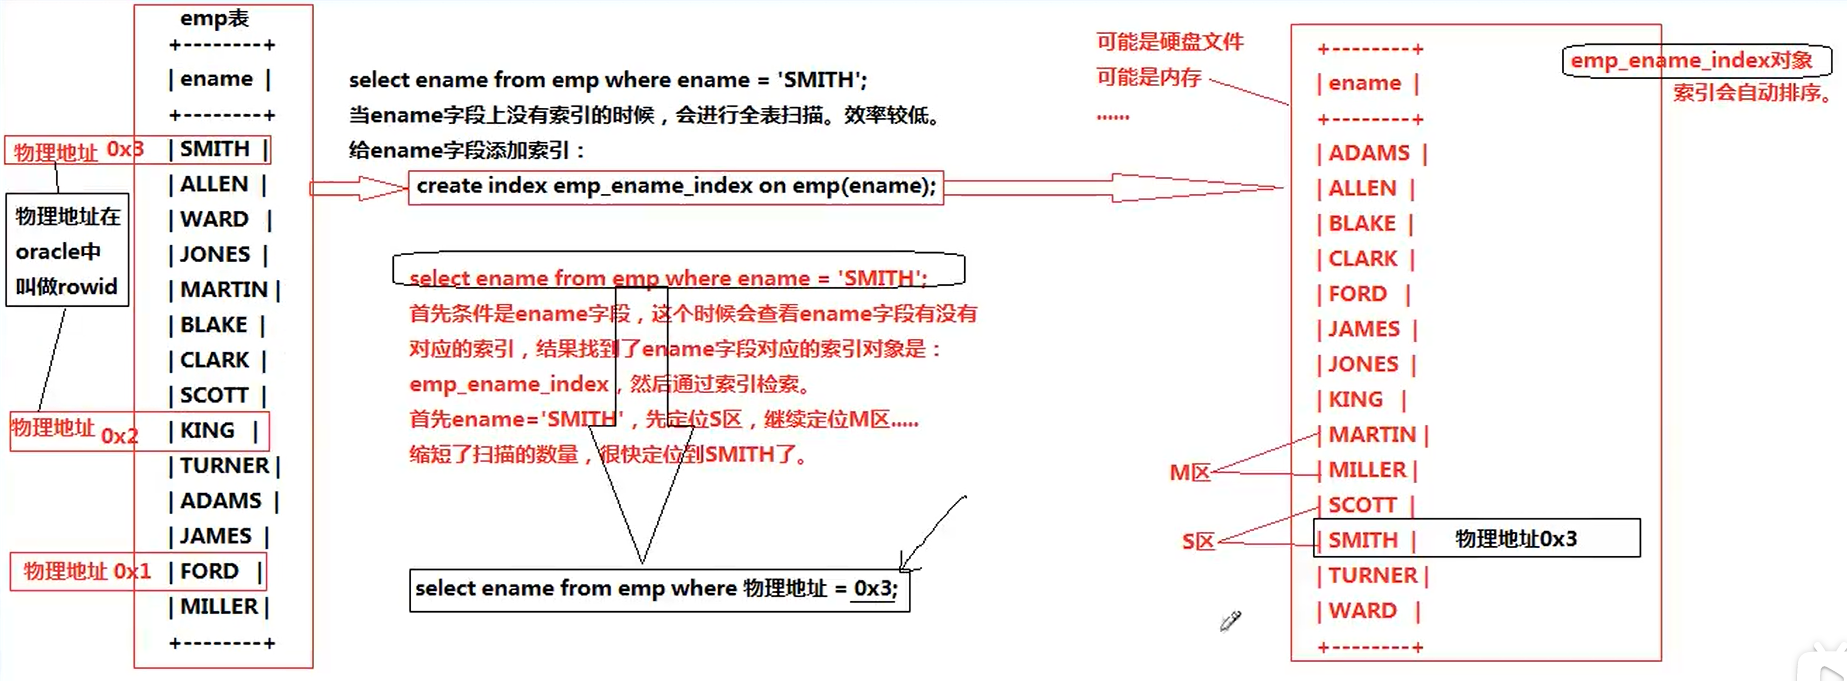 emp表
+--------+
| ename |
+--------+
物理地址 0x3 | SMITH |
| ALLEN |
| WARD |
| JONES |
| MARTIN |
| BLAKE |
| CLARK |
| SCOTT |
物理地址 0x2 | KING |
| TURNER |
| ADAMS |
| JAMES |
物理地址 0x1 | FORD |
| MILLER |
+--------+
物理地址在
oracle中
叫做rowid
select ename from emp where ename = 'SMITH';
当ename字段上没有索引的时候，会进行全表扫描。效率较低。
给ename字段添加索引：
create index emp_ename_index on emp(ename);
select ename from emp where ename = 'SMITH';
首先条件是ename字段，这个时候会查看ename字段有没有
对应的索引，结果找到了ename字段对应的索引对象是：
emp_ename_index，然后通过索引检索。
首先ename='SMITH'，先定位S区，继续定位M区.....
缩短了扫描的数量，很快定位到SMITH了。
select ename from emp where 物理地址 = 0x3;
可能是硬盘文件
可能是内存
......
emp_ename_index对象
索引会自动排序。
+--------+
| ename |
+--------+
| ADAMS |
| ALLEN |
| BLAKE |
| CLARK |
| FORD |
| JAMES |
| JONES |
| KING |
| MARTIN |
M区
| MILLER |
| SCOTT |
S区
| SMITH | 物理地址0x3
| TURNER |
| WARD |
+--------+